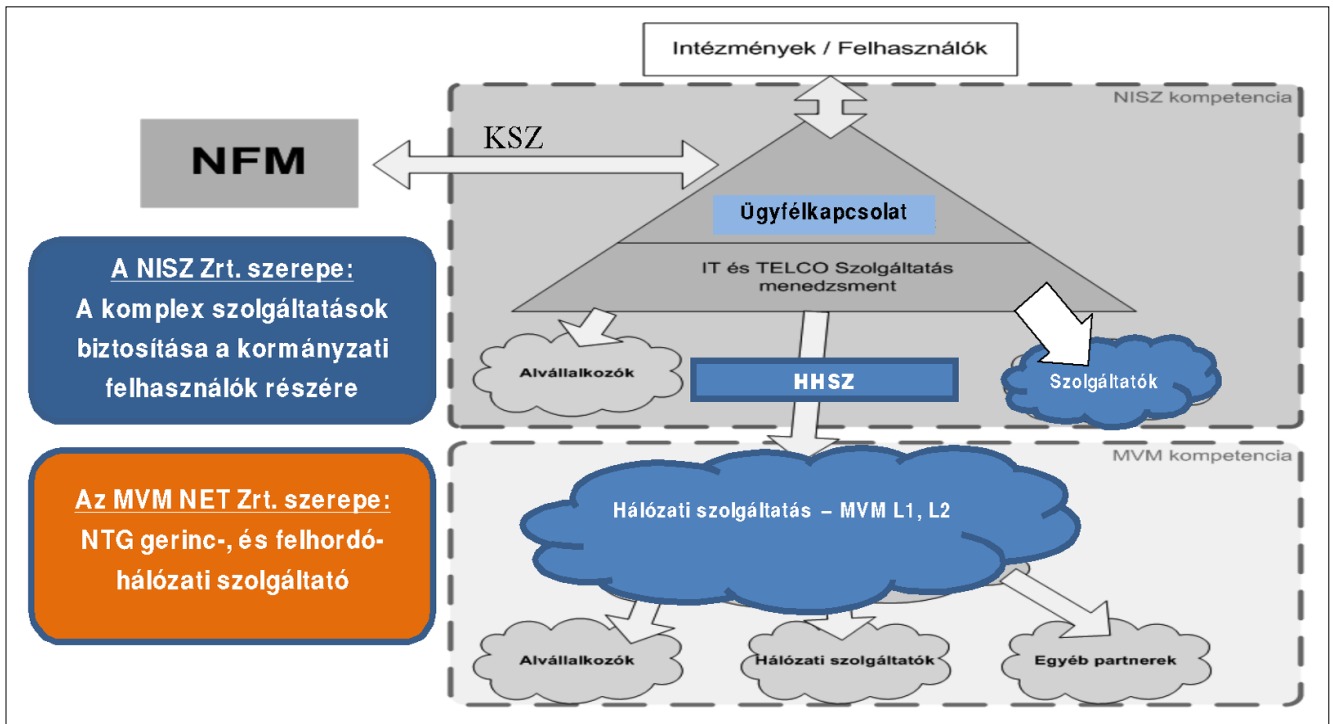 Intézmények / Felhasználók
NISZ kompetencia
NFM
KSZ
Ügyfélkapcsolat
IT és TELCO Szolgáltatás
menedzsment
A NISZ Zrt. szerepe:
A komplex szolgáltatások
biztosítása a kormányzati
felhasználók részére
Alvállalkozók
HHSZ
Szolgáltatók
MVM kompetencia
Az MVM NET Zrt. szerepe:
NTG gerinc-, és felhordó-
hálózati szolgáltató
Hálózati szolgáltatás – MVM L1, L2
Alvállalkozók
Hálózati szolgáltatók
Egyéb partnerek